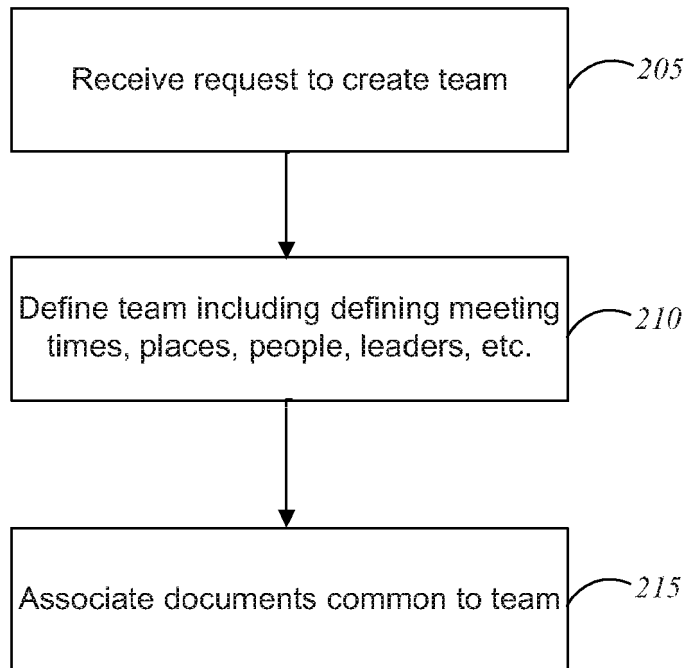 Receive request to create team
205
Define team including defining meeting
times, places, people, leaders, etc.
210
Associate documents common to team
215